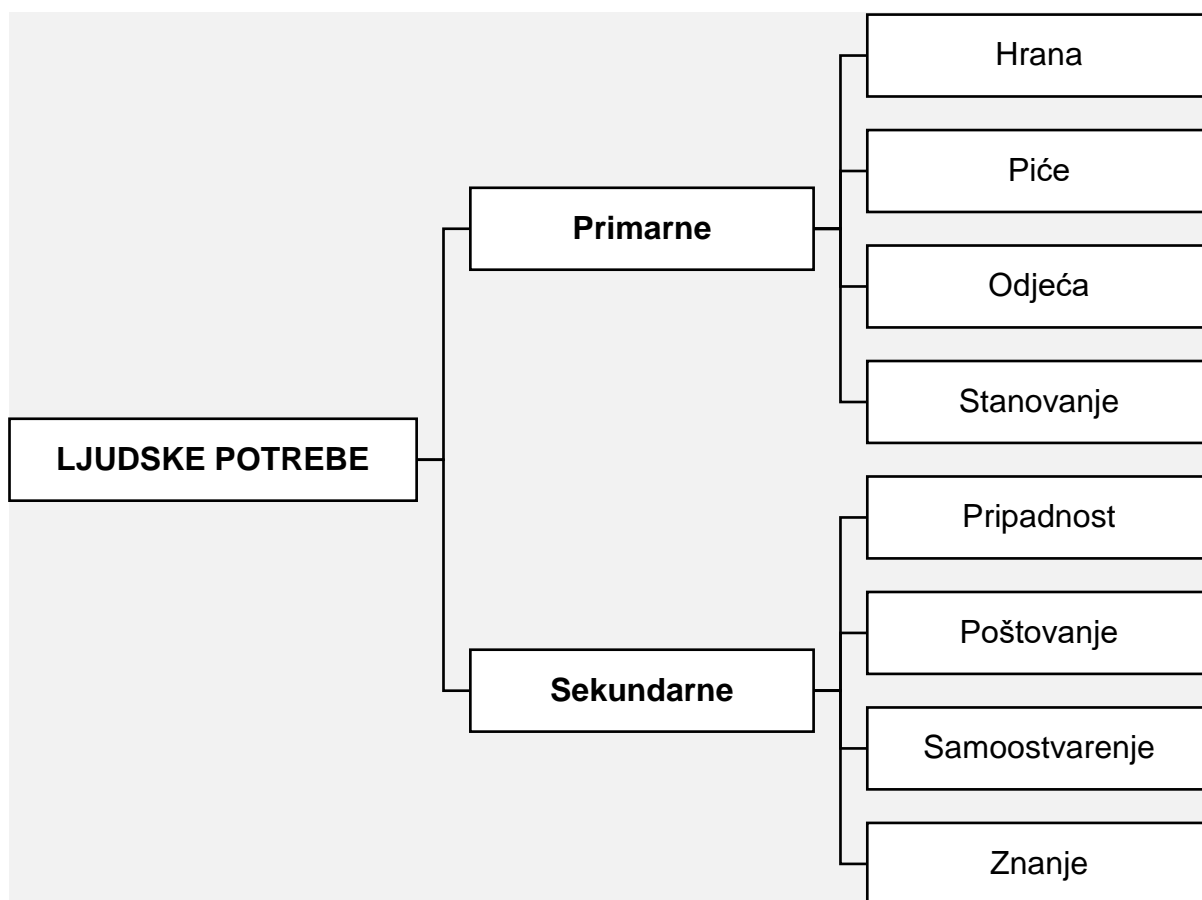 LJUDSKE POTREBE
Primarne
Hrana
Piće
Odjeća
Stanovanje
Sekundarne
Pripadnost
Poštovanje
Samoostvarenje
Znanje